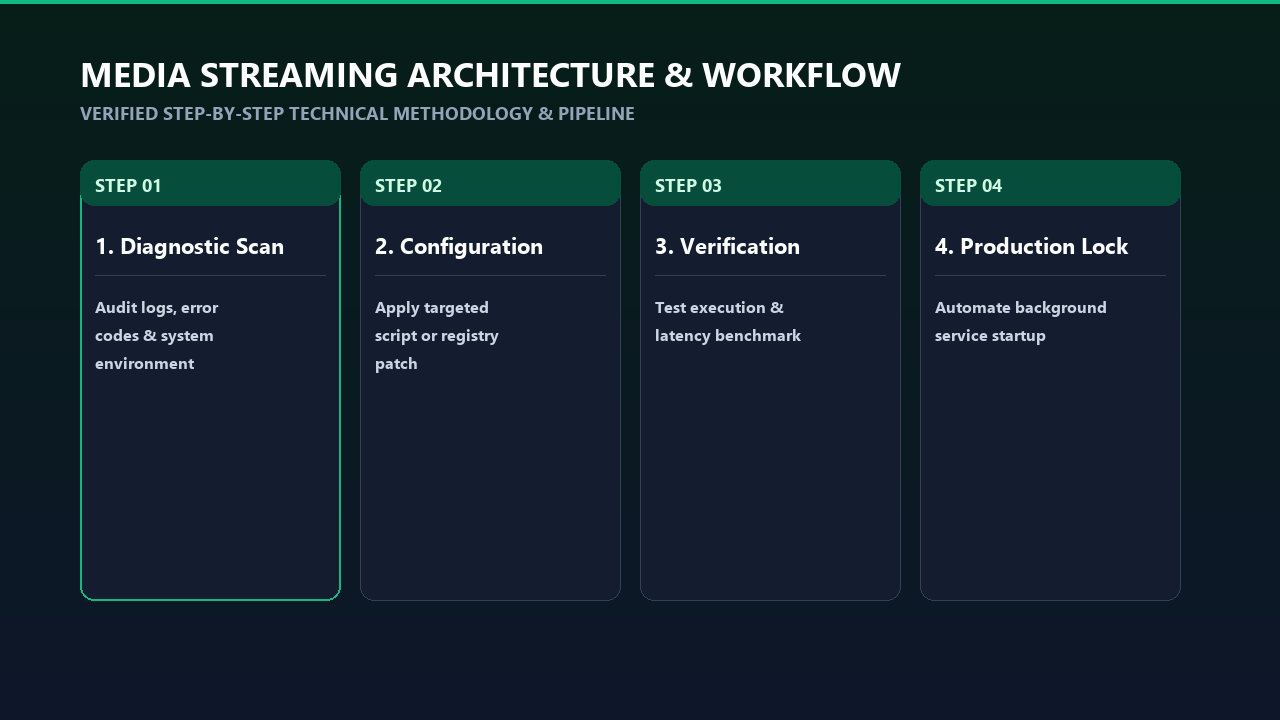 MEDIA STREAMING ARCHITECTURE & WORKFLOW
VERIFIED STEP-BY-STEP TECHNICAL METHODOLOGY & PIPELINE
STEP 01
1. Diagnostic Scan
Audit logs, error
codes & system
environment
STEP 02
2. Configuration
Apply targeted
script or registry
patch
STEP 03
3. Verification
Test execution &
latency benchmark
STEP 04
4. Production Lock
Automate background
service startup